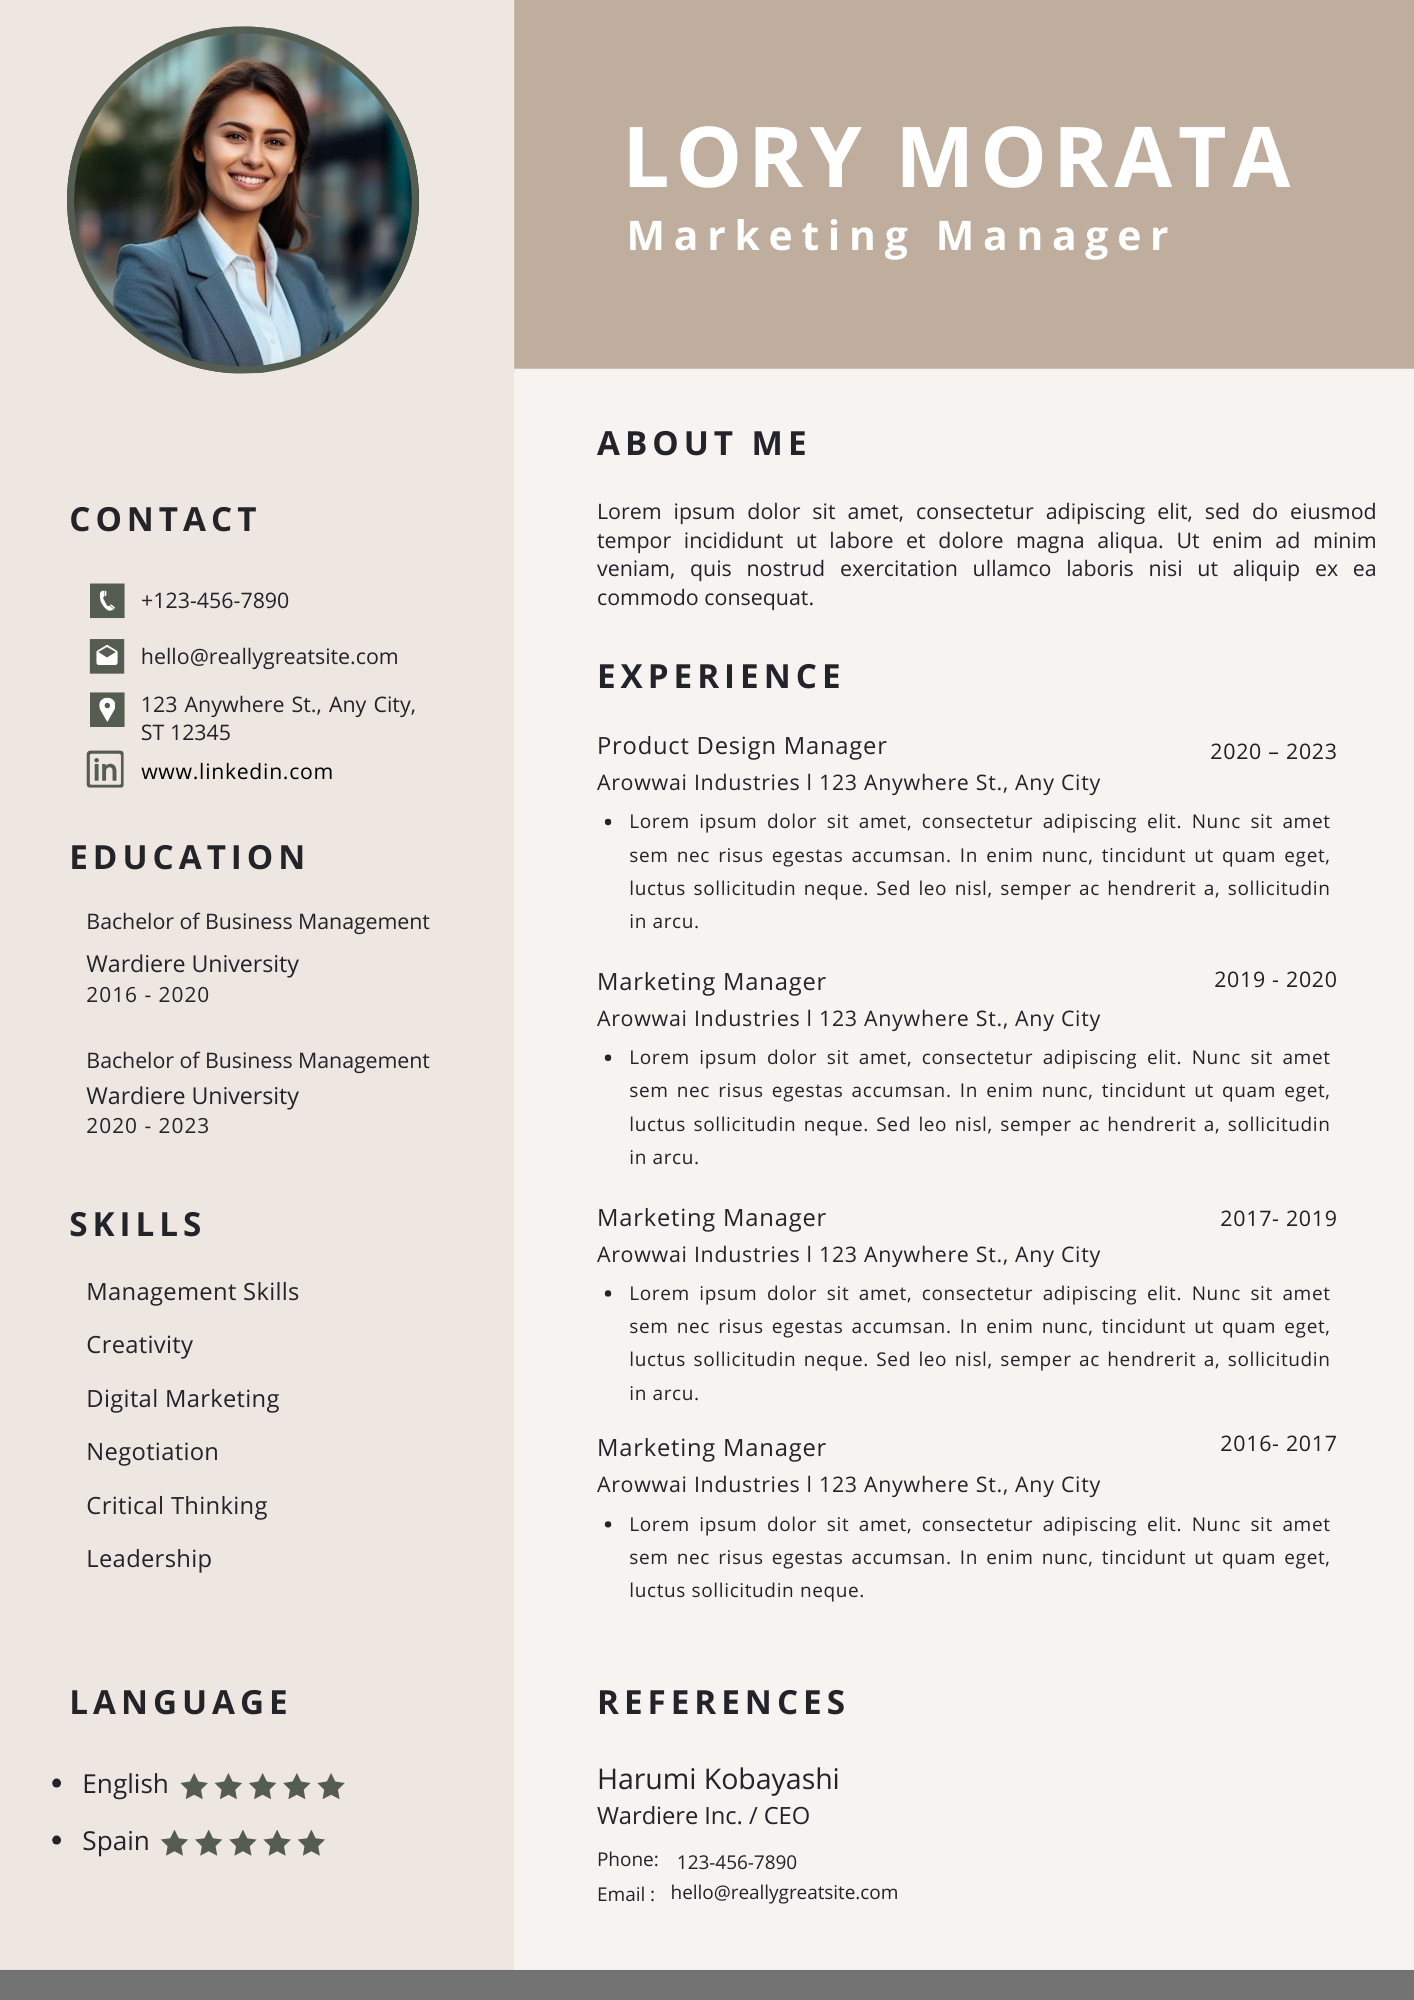 LORY MORATA
Marketing Manager
CONTACT
+123-456-7890
hello@reallygreatsite.com
123 Anywhere St., Any City,
ST 12345
in
www.linkedin.com
EDUCATION
Bachelor of Business Management
Wardiere University
2016 - 2020
Bachelor of Business Management
Wardiere University
2020 - 2023
SKILLS
Management Skills
Creativity
Digital Marketing
Negotiation
Critical Thinking
Leadership
LANGUAGE
• English
• Spain
ABOUT ME
Lorem ipsum dolor sit amet, consectetur adipiscing elit, sed do eiusmod
tempor incididunt ut labore et dolore magna aliqua. Ut enim ad minim
veniam, quis nostrud exercitation ullamco laboris nisi ut aliquip ex ea
commodo consequat.
EXPERIENCE
Product Design Manager 2020 – 2023
Arowwai Industries l 123 Anywhere St., Any City
• Lorem ipsum dolor sit amet, consectetur adipiscing elit. Nunc sit amet
sem nec risus egestas accumsan. In enim nunc, tincidunt ut quam eget,
luctus sollicitudin neque. Sed leo nisl, semper ac hendrerit a, sollicitudin
in arcu.
Marketing Manager 2019 - 2020
Arowwai Industries l 123 Anywhere St., Any City
• Lorem ipsum dolor sit amet, consectetur adipiscing elit. Nunc sit amet
sem nec risus egestas accumsan. In enim nunc, tincidunt ut quam eget,
luctus sollicitudin neque. Sed leo nisl, semper ac hendrerit a, sollicitudin
in arcu.
Marketing Manager 2017- 2019
Arowwai Industries l 123 Anywhere St., Any City
• Lorem ipsum dolor sit amet, consectetur adipiscing elit. Nunc sit amet
sem nec risus egestas accumsan. In enim nunc, tincidunt ut quam eget,
luctus sollicitudin neque. Sed leo nisl, semper ac hendrerit a, sollicitudin
in arcu.
Marketing Manager 2016- 2017
Arowwai Industries l 123 Anywhere St., Any City
• Lorem ipsum dolor sit amet, consectetur adipiscing elit. Nunc sit amet
sem nec risus egestas accumsan. In enim nunc, tincidunt ut quam eget,
luctus sollicitudin neque.
REFERENCES
Harumi Kobayashi
Wardiere Inc. / CEO
Phone: 123-456-7890
Email : hello@reallygreatsite.com